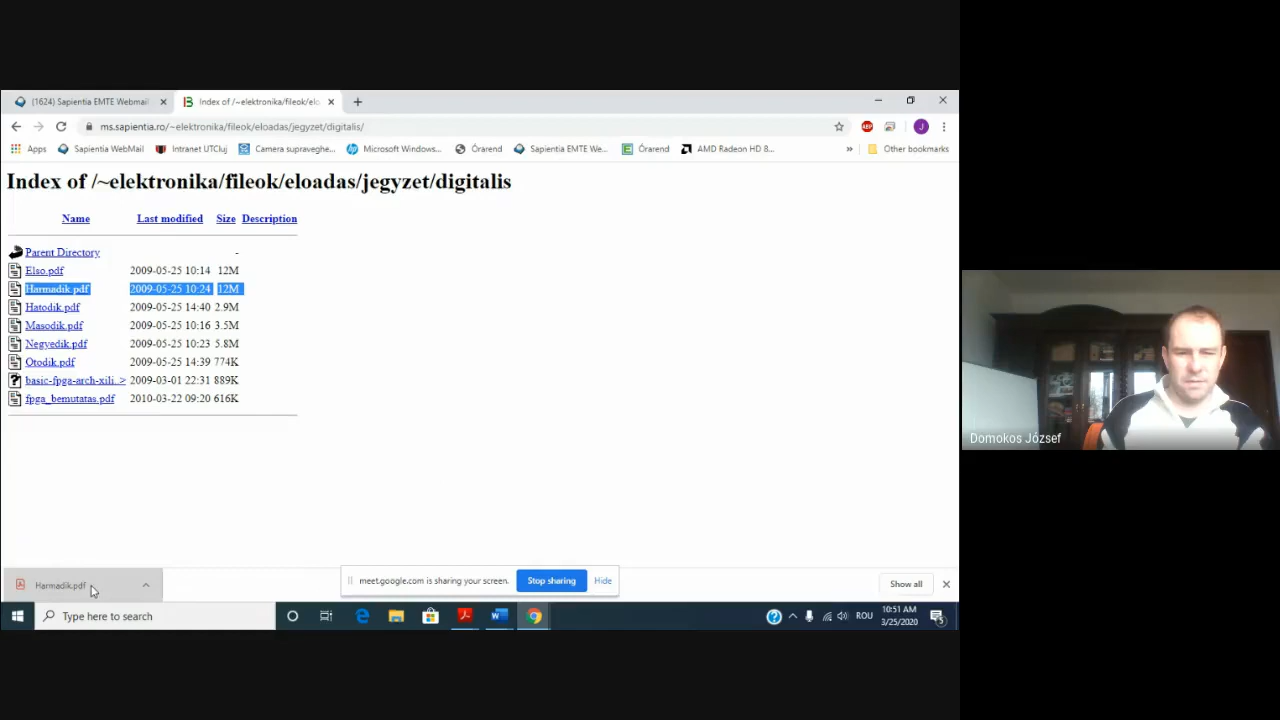 (1624) Sapientia EMTE Webmail
Index of /~elektronika/fileok/elo
ms.sapientia.ro/~elektronika/fileok/eloadas/jegyzet/digitalis/
ABP
J
Apps Sapientia WebMail Intranet UTCluj Camera supraveghe... Microsoft Windows... Órarend Sapientia EMTE We... Órarend AMD Radeon HD 8... » Other bookmarks
Index of /~elektronika/fileok/eloadas/jegyzet/digitalis
Name Last modified Size Description
Parent Directory -
Elso.pdf 2009-05-25 10:14 12M
Harmadik.pdf 2009-05-25 10:24 12M
Hatodik.pdf 2009-05-25 14:40 2.9M
Masodik.pdf 2009-05-25 10:16 3.5M
Negyedik.pdf 2009-05-25 10:23 5.8M
Otodik.pdf 2009-05-25 14:39 774K
basic-fpga-arch-xili..> 2009-03-01 22:31 889K
fpga_bemutatas.pdf 2010-03-22 09:20 616K
Domokos József
Harmadik.pdf
meet.google.com is sharing your screen. Stop sharing Hide
Show all
Type here to search
ROU
10:51 AM
3/25/2020
5